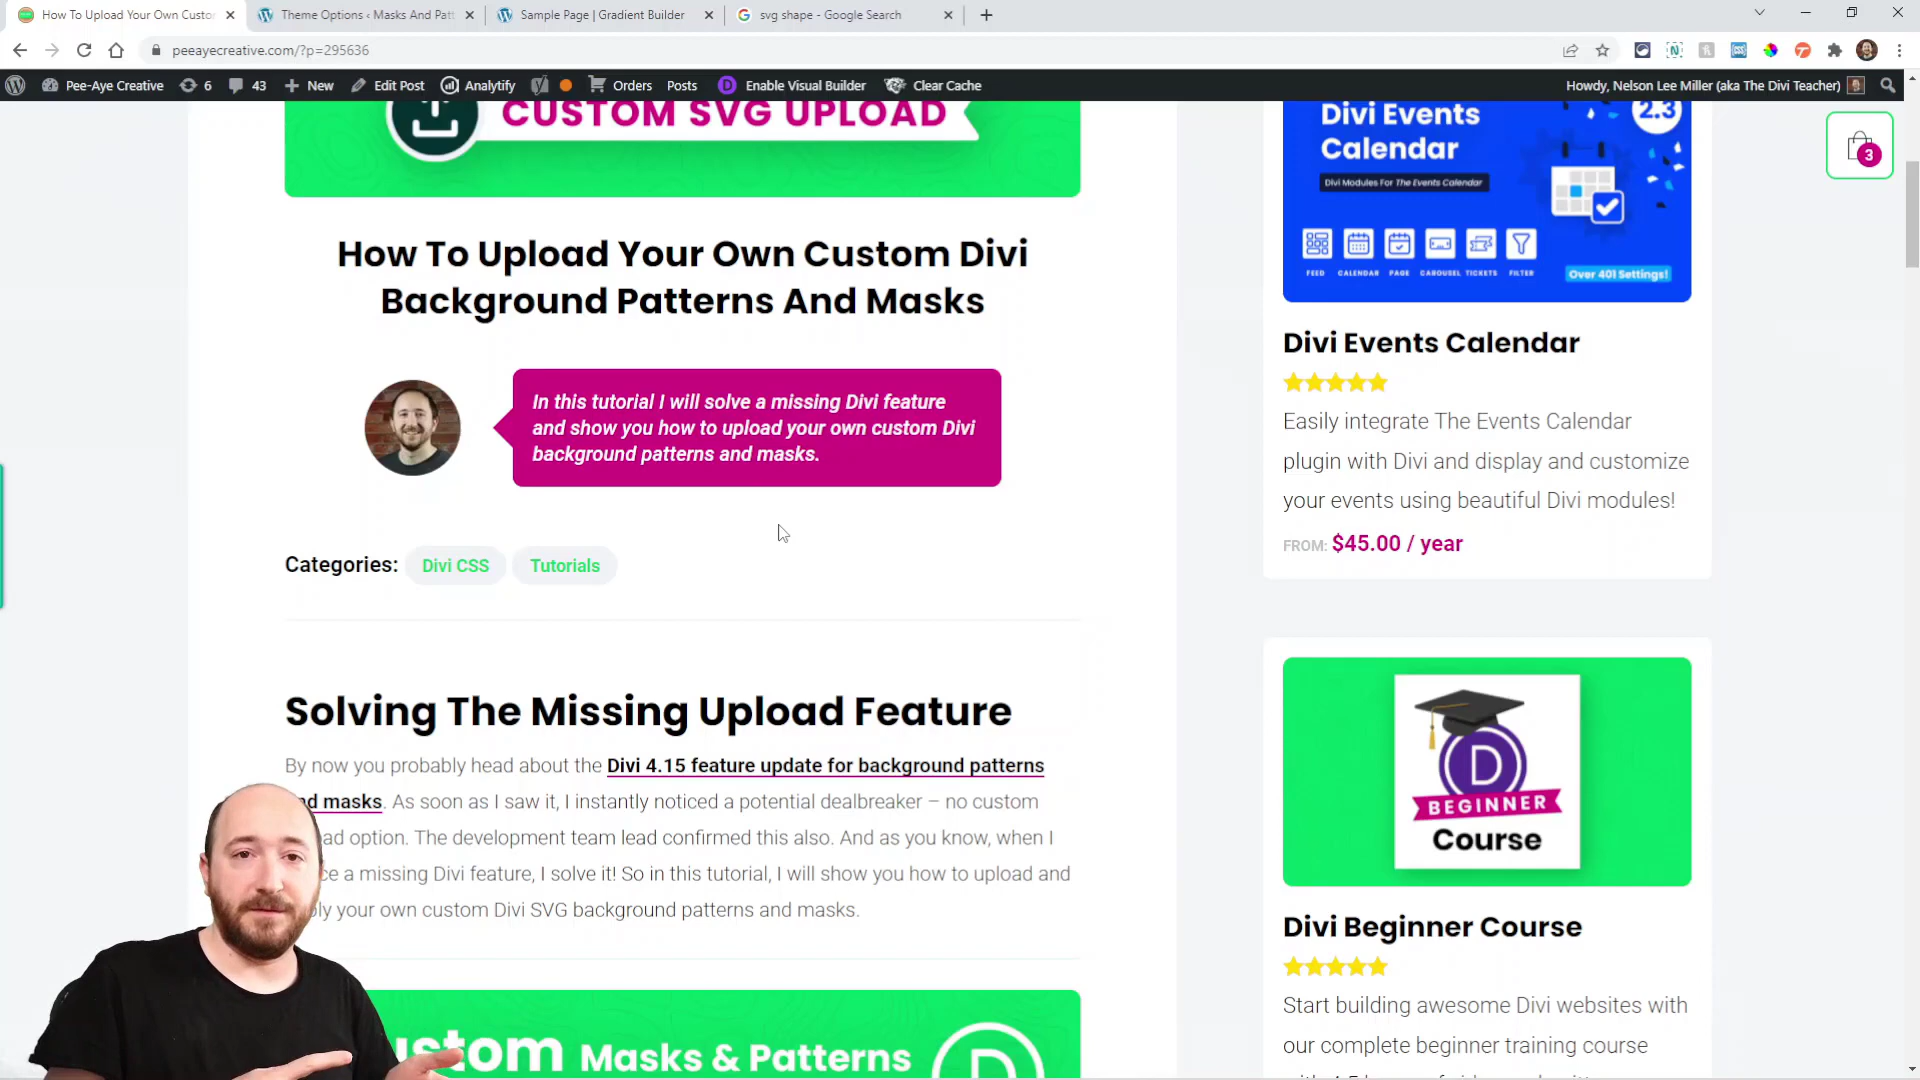 How To Upload Your Own Custo
Theme Options ‹ Masks And Patt
Sample Page | Gradient Builder
svg shape - Google Search
peeayecreative.com/?p=295636
Pee-Aye Creative
6
43
New
Edit Post
Analytify
Orders
Posts
Enable Visual Builder
Clear Cache
Howdy, Nelson Lee Miller (aka The Divi Teacher)
CUSTOM SVG UPLOAD
How To Upload Your Own Custom Divi
Background Patterns And Masks
In this tutorial I will solve a missing Divi feature
and show you how to upload your own custom Divi
background patterns and masks.
Categories: Divi CSS Tutorials
Solving The Missing Upload Feature
By now you probably head about the Divi 4.15 feature update for background patterns
nd masks. As soon as I saw it, I instantly noticed a potential dealbreaker – no custom
ad option. The development team lead confirmed this also. And as you know, when I
ce a missing Divi feature, I solve it! So in this tutorial, I will show you how to upload and
ly your own custom Divi SVG background patterns and masks.
ustom Masks & Patterns
D
3
Divi Events
Calendar
2.3
Divi Modules For The Events Calendar
FEED CALENDAR PAGE CAROUSEL TICKETS FILTER
Over 401 Settings!
Divi Events Calendar
Easily integrate The Events Calendar
plugin with Divi and display and customize
your events using beautiful Divi modules!
FROM: $45.00 / year
D
BEGINNER
Course
Divi Beginner Course
Start building awesome Divi websites with
our complete beginner training course